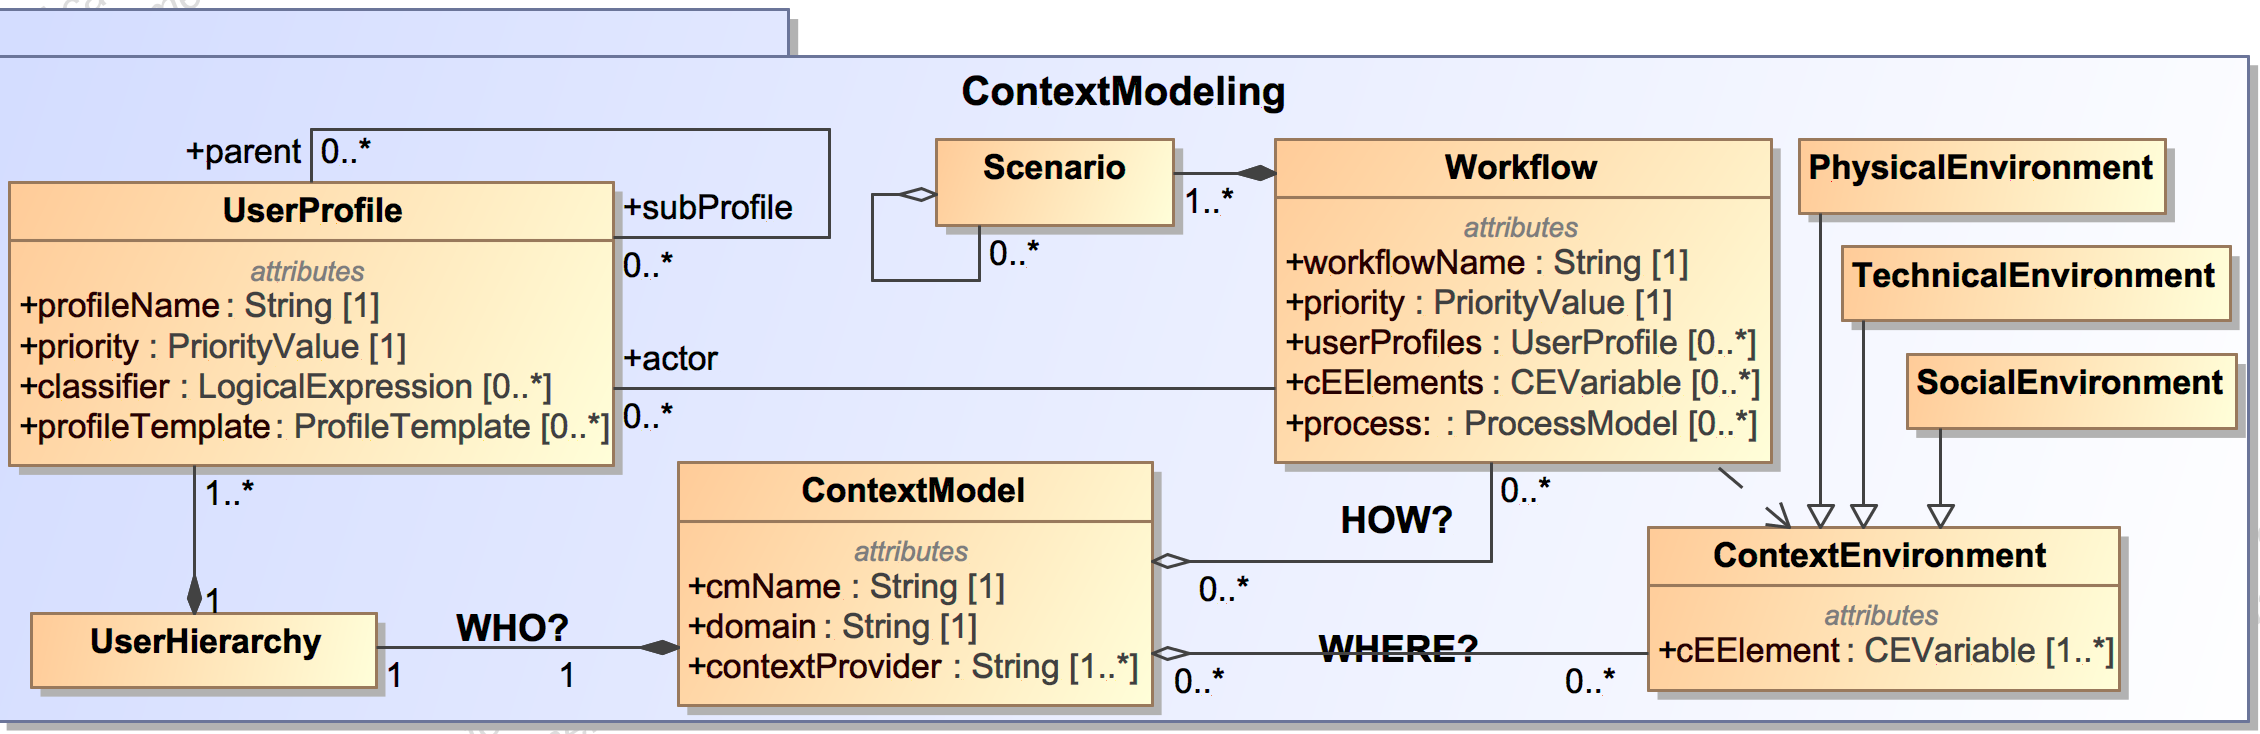 ContextModeling
+parent
0..*
UserProfile
+subProfile
0..*
attributes
+profileName : String [1]
+priority : PriorityValue [1]
+classifier : LogicalExpression [0..*]
+profileTemplate : ProfileTemplate [0..*]
+actor
0..*
Scenario
1..*
0..*
Workflow
attributes
+workflowName : String [1]
+priority : PriorityValue [1]
+userProfiles : UserProfile [0..*]
+cEElements : CEVariable [0..*]
+process: : ProcessModel [0..*]
PhysicalEnvironment
TechnicalEnvironment
SocialEnvironment
1..*
1
UserHierarchy
1
WHO?
1
ContextModel
attributes
+cmName : String [1]
+domain : String [1]
+contextProvider : String [1..*]
0..*
HOW?
0..*
WHERE?
0..*
0..*
ContextEnvironment
attributes
+cEElement : CEVariable [1..*]